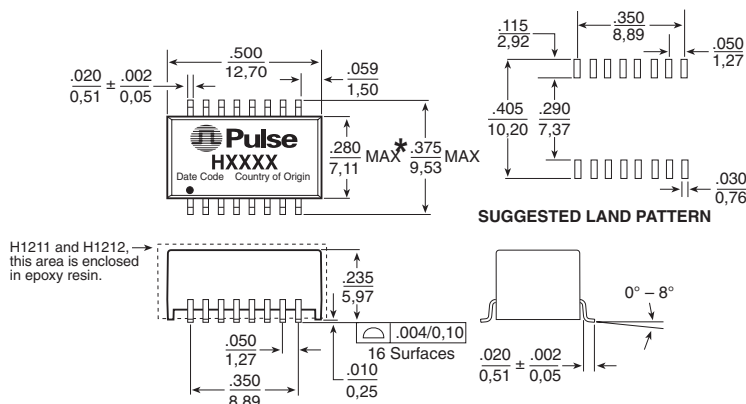 .500
12,70
.020 ± .002
0,51 0,05
.059
1,50
Pulse
HXXXX
Date Code Country of Origin
.280 MAX
7,11
* .375 MAX
9,53
.115
2,92
.350
8,89
.050
1,27
.405
10,20
.290
7,37
.030
0,76
SUGGESTED LAND PATTERN
H1211 and H1212,
this area is enclosed
in epoxy resin.
.235
5,97
.004/0,10
16 Surfaces
.050
1,27
.010
0,25
.350
8,89
0° – 8°
.020 ± .002
0,51 0,05